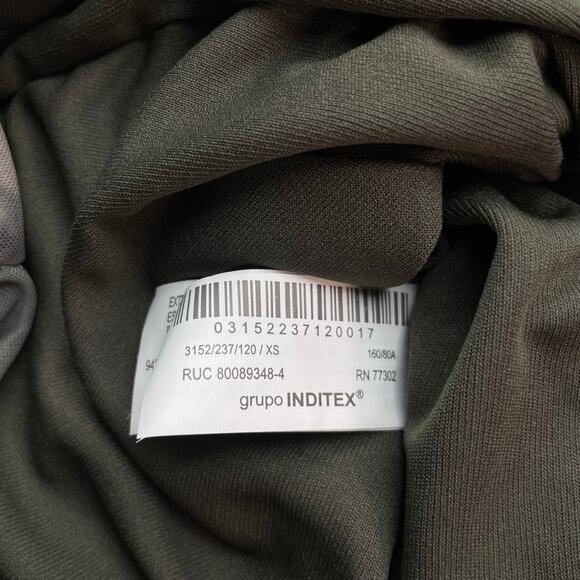 03152237120017
3152/237/120 / XS 160/80A
RUC 80089348-4 RN 77302
grupo INDITEX®